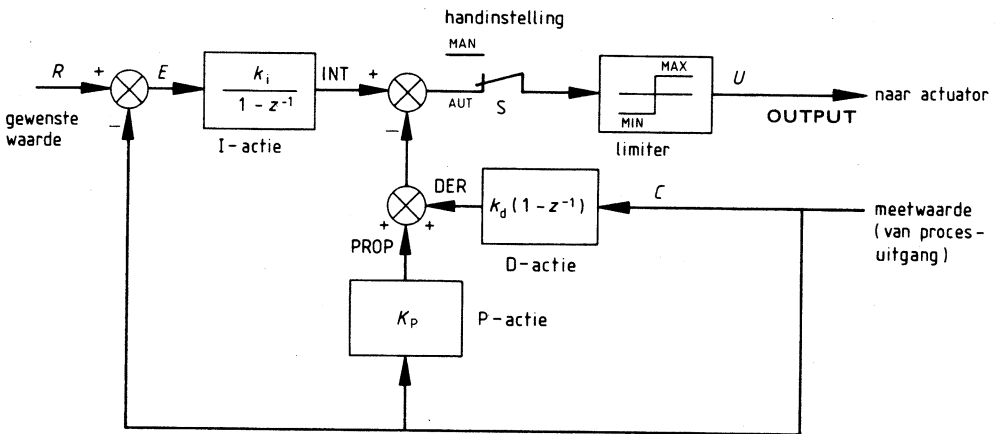 handinstelling
MAN
R
+
E
k_i
1 - z⁻¹
INT
+
AUT
S
MAX
MIN
U
OUTPUT
naar actuator
gewenste
waarde
−
I-actie
−
limiter
DER
k_d (1 - z⁻¹)
C
meetwaarde
(van proces-
uitgang)
+
+
PROP
D-actie
K_P
P-actie